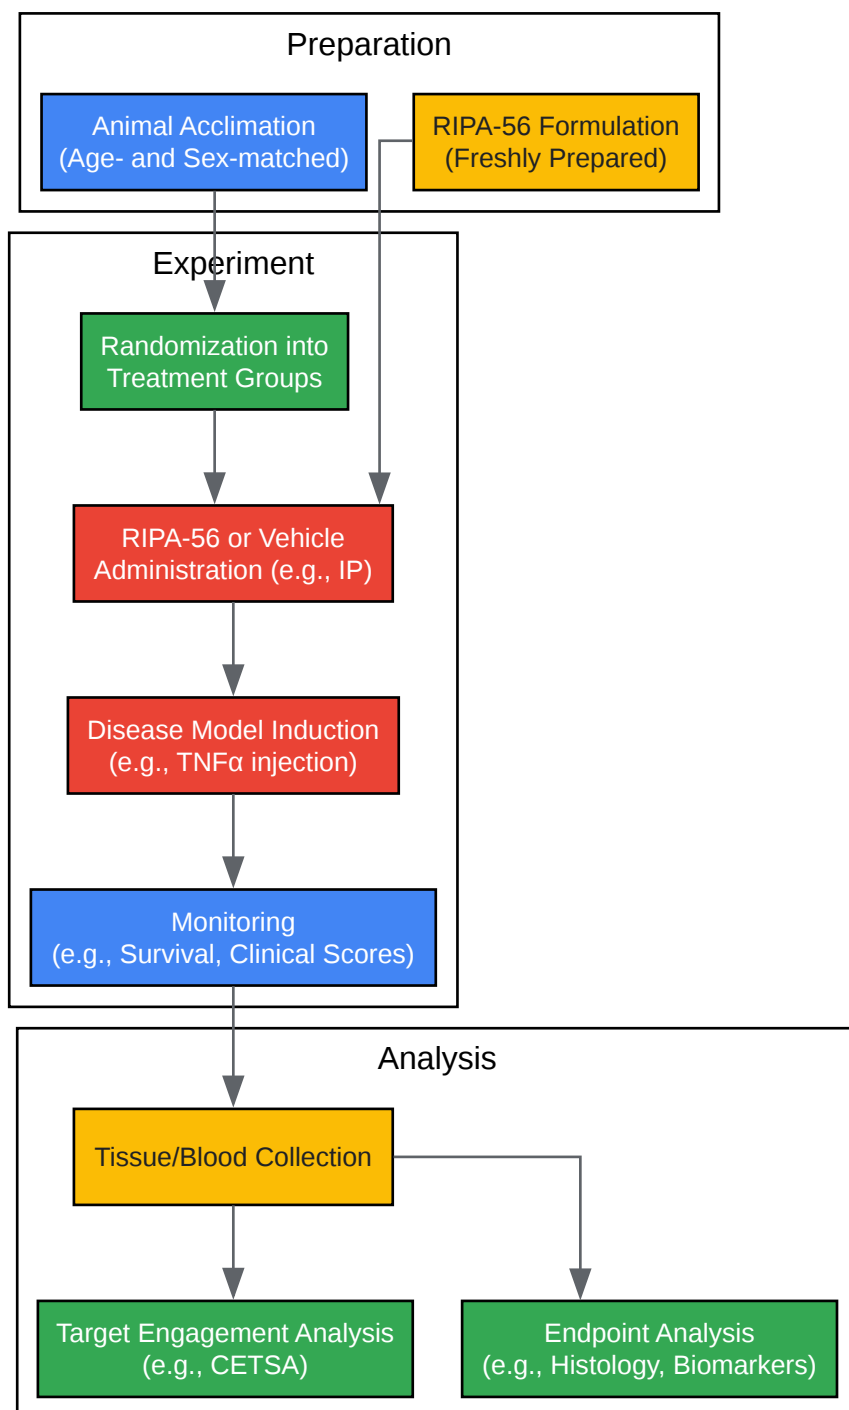 Preparation
Animal Acclimation
(Age- and Sex-matched)
RIPA-56 Formulation
(Freshly Prepared)
Experiment
Randomization into
Treatment Groups
RIPA-56 or Vehicle
Administration (e.g., IP)
Disease Model Induction
(e.g., TNFα injection)
Monitoring
(e.g., Survival, Clinical Scores)
Analysis
Tissue/Blood Collection
Target Engagement Analysis
(e.g., CETSA)
Endpoint Analysis
(e.g., Histology, Biomarkers)